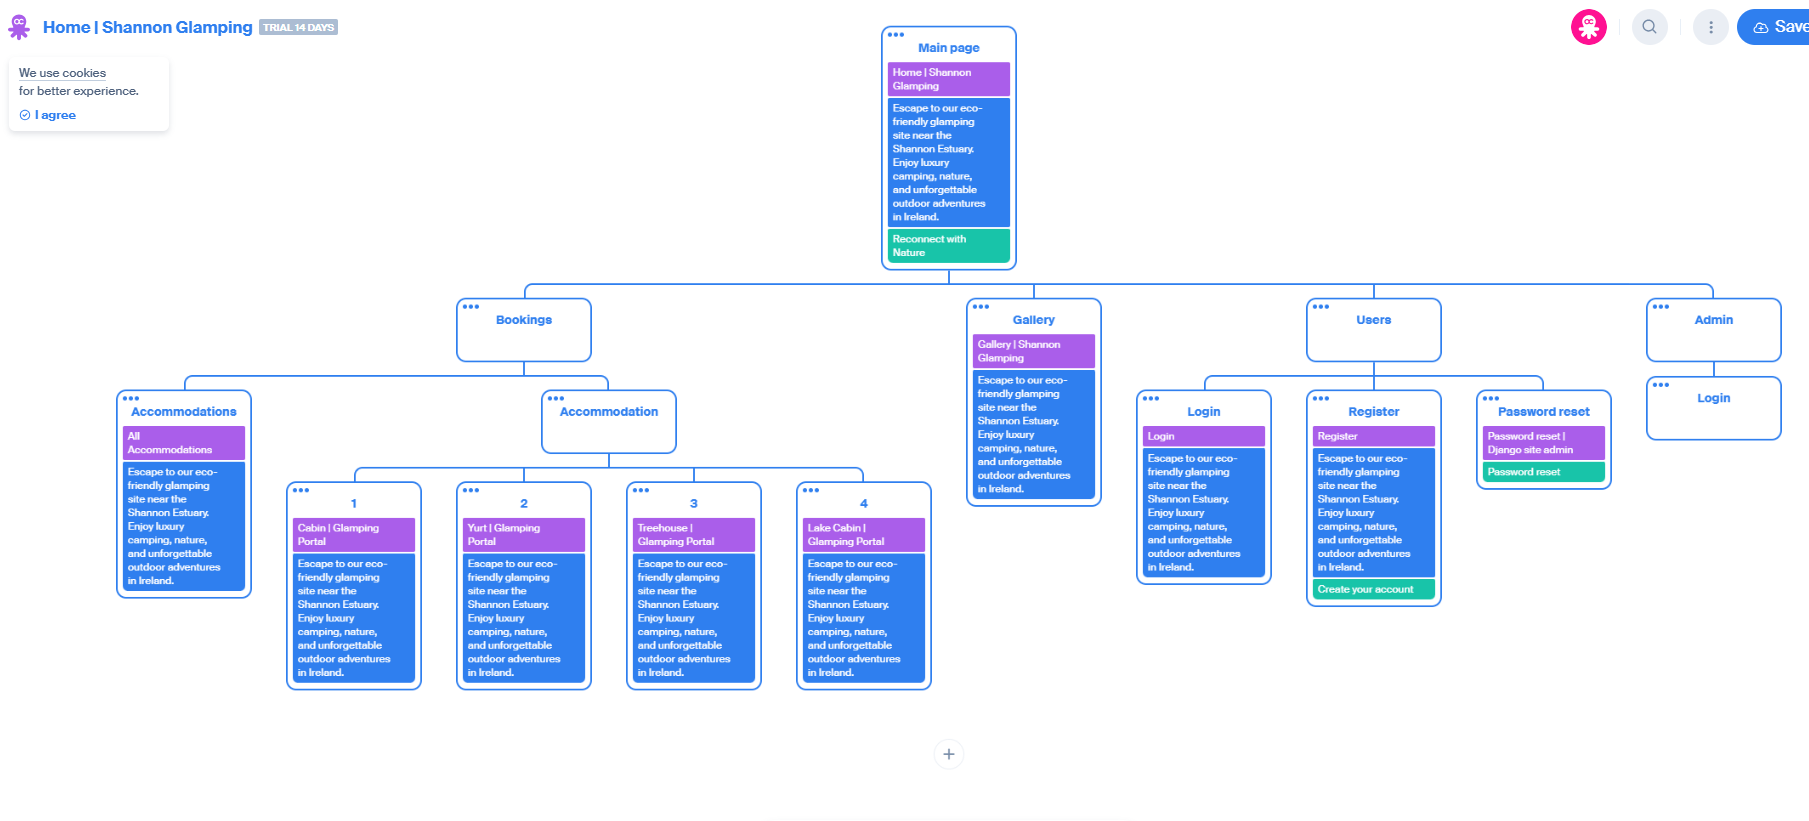 Home | Shannon Glamping TRIAL 14 DAYS
Save
We use cookies
for better experience.
I agree
Main page
Home | Shannon
Glamping
Escape to our eco-
friendly glamping
site near the
Shannon Estuary.
Enjoy luxury
camping, nature,
and unforgettable
outdoor adventures
in Ireland.
Reconnect with
Nature
Bookings
Gallery
Gallery | Shannon
Glamping
Escape to our eco-
friendly glamping
site near the
Shannon Estuary.
Enjoy luxury
camping, nature,
and unforgettable
outdoor adventures
in Ireland.
Users
Admin
Accommodations
All
Accommodations
Escape to our eco-
friendly glamping
site near the
Shannon Estuary.
Enjoy luxury
camping, nature,
and unforgettable
outdoor adventures
in Ireland.
Accommodation
Login
Login
Escape to our eco-
friendly glamping
site near the
Shannon Estuary.
Enjoy luxury
camping, nature,
and unforgettable
outdoor adventures
in Ireland.
Register
Register
Escape to our eco-
friendly glamping
site near the
Shannon Estuary.
Enjoy luxury
camping, nature,
and unforgettable
outdoor adventures
in Ireland.
Create your account
Password reset
Password reset |
Django site admin
Password reset
Login
1
Cabin | Glamping
Portal
Escape to our eco-
friendly glamping
site near the
Shannon Estuary.
Enjoy luxury
camping, nature,
and unforgettable
outdoor adventures
in Ireland.
2
Yurt | Glamping
Portal
Escape to our eco-
friendly glamping
site near the
Shannon Estuary.
Enjoy luxury
camping, nature,
and unforgettable
outdoor adventures
in Ireland.
3
Treehouse |
Glamping Portal
Escape to our eco-
friendly glamping
site near the
Shannon Estuary.
Enjoy luxury
camping, nature,
and unforgettable
outdoor adventures
in Ireland.
4
Lake Cabin |
Glamping Portal
Escape to our eco-
friendly glamping
site near the
Shannon Estuary.
Enjoy luxury
camping, nature,
and unforgettable
outdoor adventures
in Ireland.